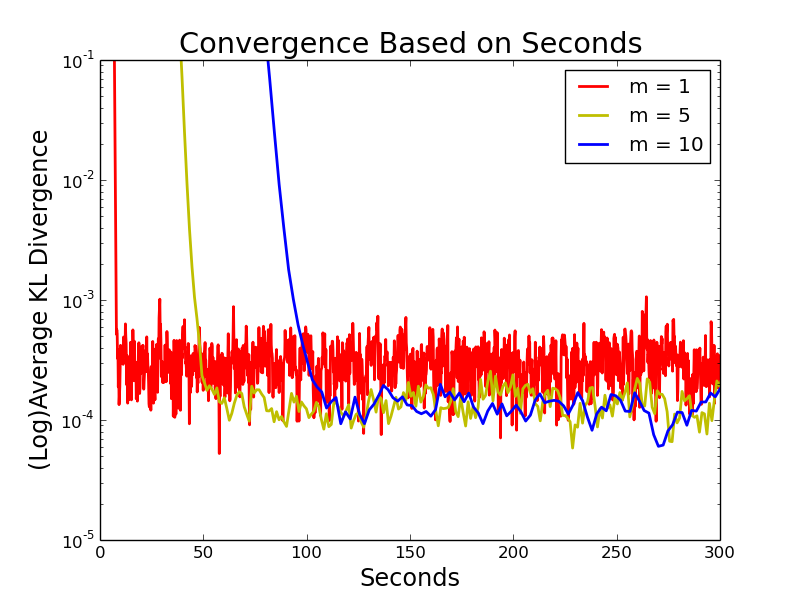 Convergence Based on Seconds
(Log)Average KL Divergence
10^-1
10^-2
10^-3
10^-4
10^-5
m = 1
m = 5
m = 10
0 50 100 150 200 250 300
Seconds